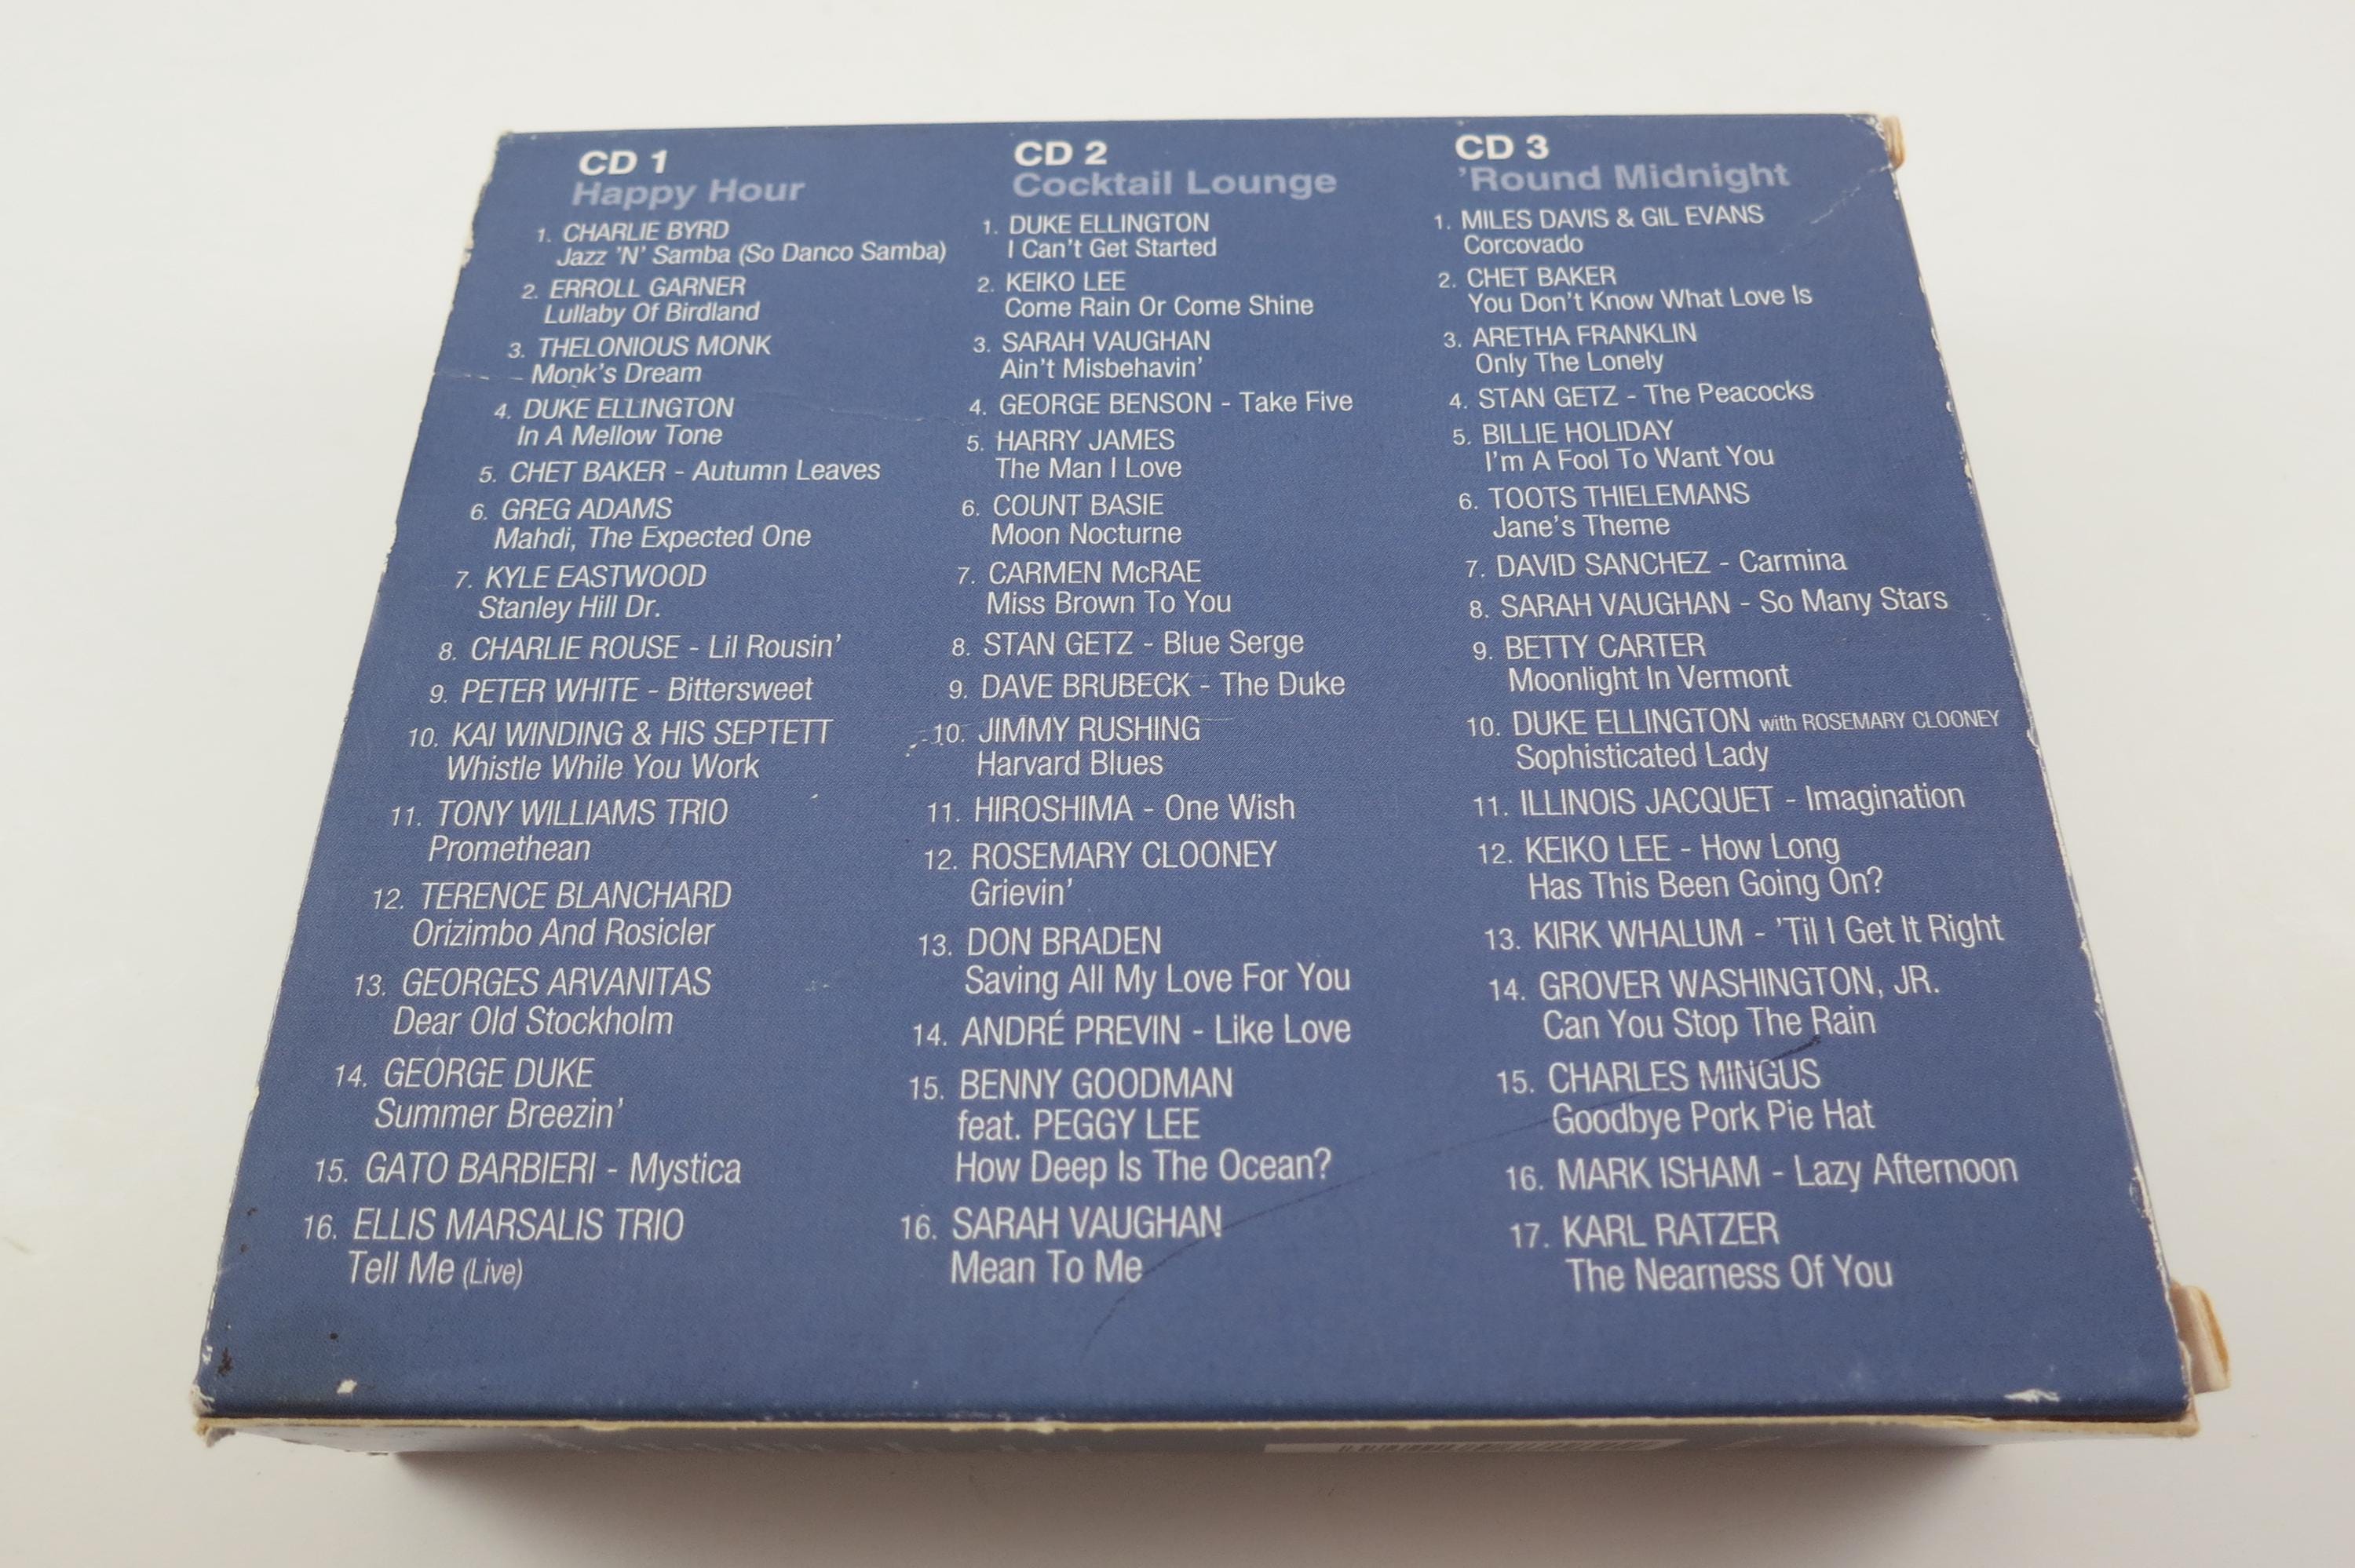 CD 1
Happy Hour
1. CHARLIE BYRD
Jazz 'N' Samba (So Danco Samba)
2. ERROLL GARNER
Lullaby Of Birdland
3. THELONIOUS MONK
Monk's Dream
4. DUKE ELLINGTON
In A Mellow Tone
5. CHET BAKER - Autumn Leaves
6. GREG ADAMS
Mahdi, The Expected One
7. KYLE EASTWOOD
Stanley Hill Dr.
8. CHARLIE ROUSE - Lil Rousin'
9. PETER WHITE - Bittersweet
10. KAI WINDING & HIS SEPTETT
Whistle While You Work
11. TONY WILLIAMS TRIO
Promethean
12. TERENCE BLANCHARD
Orizimbo And Rosicler
13. GEORGES ARVANITAS
Dear Old Stockholm
14. GEORGE DUKE
Summer Breezin'
15. GATO BARBIERI - Mystica
16. ELLIS MARSALIS TRIO
Tell Me (Live)
CD 2
Cocktail Lounge
1. DUKE ELLINGTON
I Can't Get Started
2. KEIKO LEE
Come Rain Or Come Shine
3. SARAH VAUGHAN
Ain't Misbehavin'
4. GEORGE BENSON - Take Five
5. HARRY JAMES
The Man I Love
6. COUNT BASIE
Moon Nocturne
7. CARMEN McRAE
Miss Brown To You
8. STAN GETZ - Blue Serge
9. DAVE BRUBECK - The Duke
10. JIMMY RUSHING
Harvard Blues
11. HIROSHIMA - One Wish
12. ROSEMARY CLOONEY
Grievin'
13. DON BRADEN
Saving All My Love For You
14. ANDRÉ PREVIN - Like Love
15. BENNY GOODMAN
feat. PEGGY LEE
How Deep Is The Ocean?
16. SARAH VAUGHAN
Mean To Me
CD 3
'Round Midnight
1. MILES DAVIS & GIL EVANS
Corcovado
2. CHET BAKER
You Don't Know What Love Is
3. ARETHA FRANKLIN
Only The Lonely
4. STAN GETZ - The Peacocks
5. BILLIE HOLIDAY
I'm A Fool To Want You
6. TOOTS THIELEMANS
Jane's Theme
7. DAVID SANCHEZ - Carmina
8. SARAH VAUGHAN - So Many Stars
9. BETTY CARTER
Moonlight In Vermont
10. DUKE ELLINGTON with ROSEMARY CLOONEY
Sophisticated Lady
11. ILLINOIS JACQUET - Imagination
12. KEIKO LEE - How Long
Has This Been Going On?
13. KIRK WHALUM - 'Til I Get It Right
14. GROVER WASHINGTON, JR.
Can You Stop The Rain
15. CHARLES MINGUS
Goodbye Pork Pie Hat
16. MARK ISHAM - Lazy Afternoon
17. KARL RATZER
The Nearness Of You